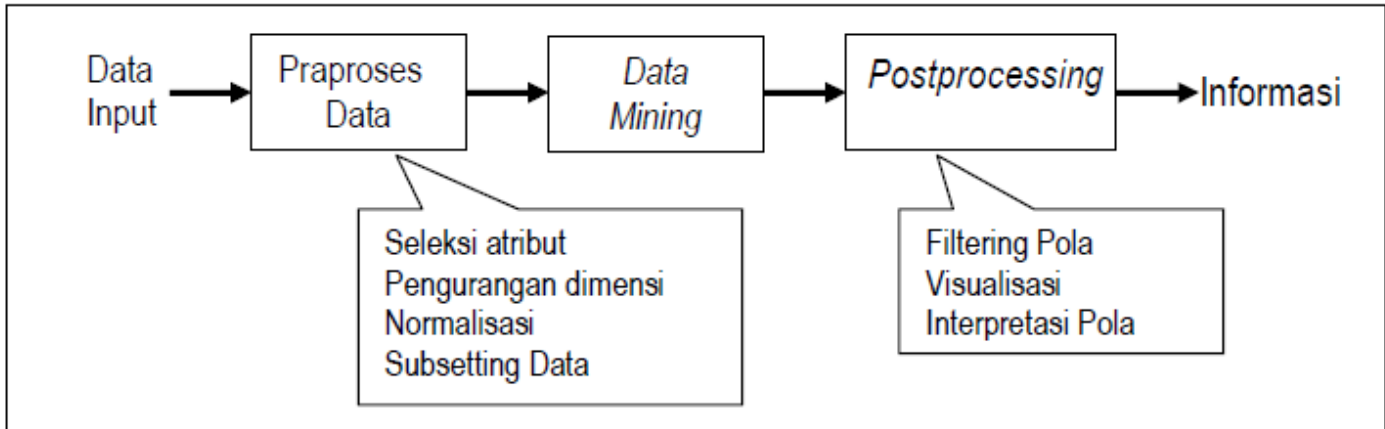 Data
Input
Praproses
Data
Data
Mining
Postprocessing
Informasi
Seleksi atribut
Pengurangan dimensi
Normalisasi
Subsetting Data
Filtering Pola
Visualisasi
Interpretasi Pola